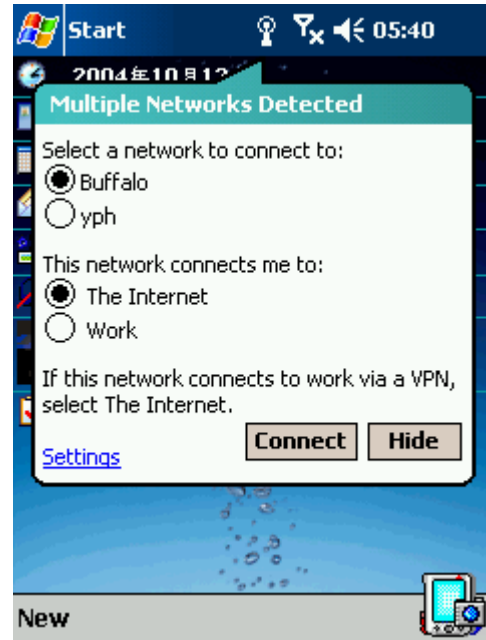 Start 05:40
2004年10月12
Multiple Networks Detected
Select a network to connect to:
Buffalo
yph
This network connects me to:
The Internet
Work
If this network connects to work via a VPN,
select The Internet.
Connect Hide
Settings
New